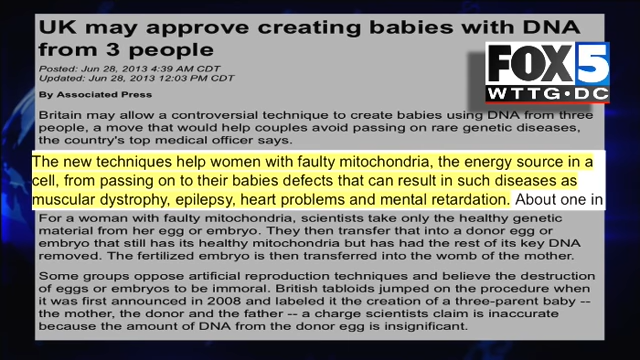 UK may approve creating babies with DNA
from 3 people
Posted: Jun 28, 2013 4:39 AM CDT
Updated: Jun 28, 2013 12:03 PM CDT
By Associated Press
FOX 5
WTTG•DC
Britain may allow a controversial technique to create babies using DNA from three
people, a move that would help couples avoid passing on rare genetic diseases,
the country's top medical officer says.
The new techniques help women with faulty mitochondria, the energy source in a
cell, from passing on to their babies defects that can result in such diseases as
muscular dystrophy, epilepsy, heart problems and mental retardation. About one in
For a woman with faulty mitochondria, scientists take only the healthy genetic
material from her egg or embryo. They then transfer that into a donor egg or
embryo that still has its healthy mitochondria but has had the rest of its key DNA
removed. The fertilized embryo is then transferred into the womb of the mother.
Some groups oppose artificial reproduction techniques and believe the destruction
of eggs or embryos to be immoral. British tabloids jumped on the procedure when
it was first announced in 2008 and labeled it the creation of a three-parent baby --
the mother, the donor and the father -- a charge scientists claim is inaccurate
because the amount of DNA from the donor egg is insignificant.